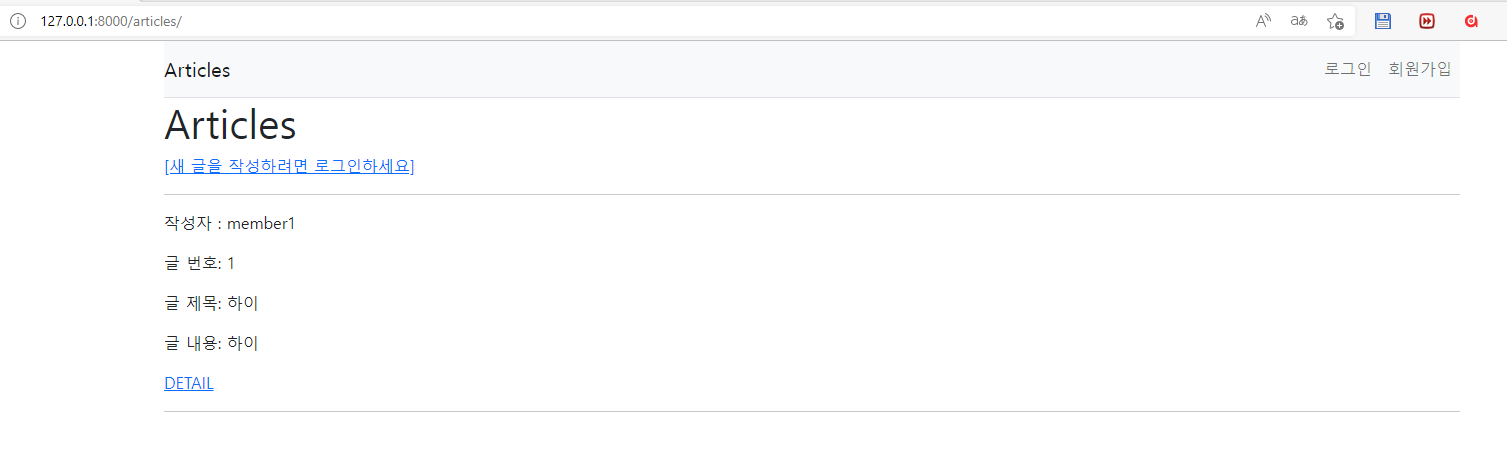 127.0.0.1:8000/articles/
Articles 로그인 회원가입
Articles
[새 글을 작성하려면 로그인하세요]
작성자 : member1
글 번호: 1
글 제목: 하이
글 내용: 하이
DETAIL